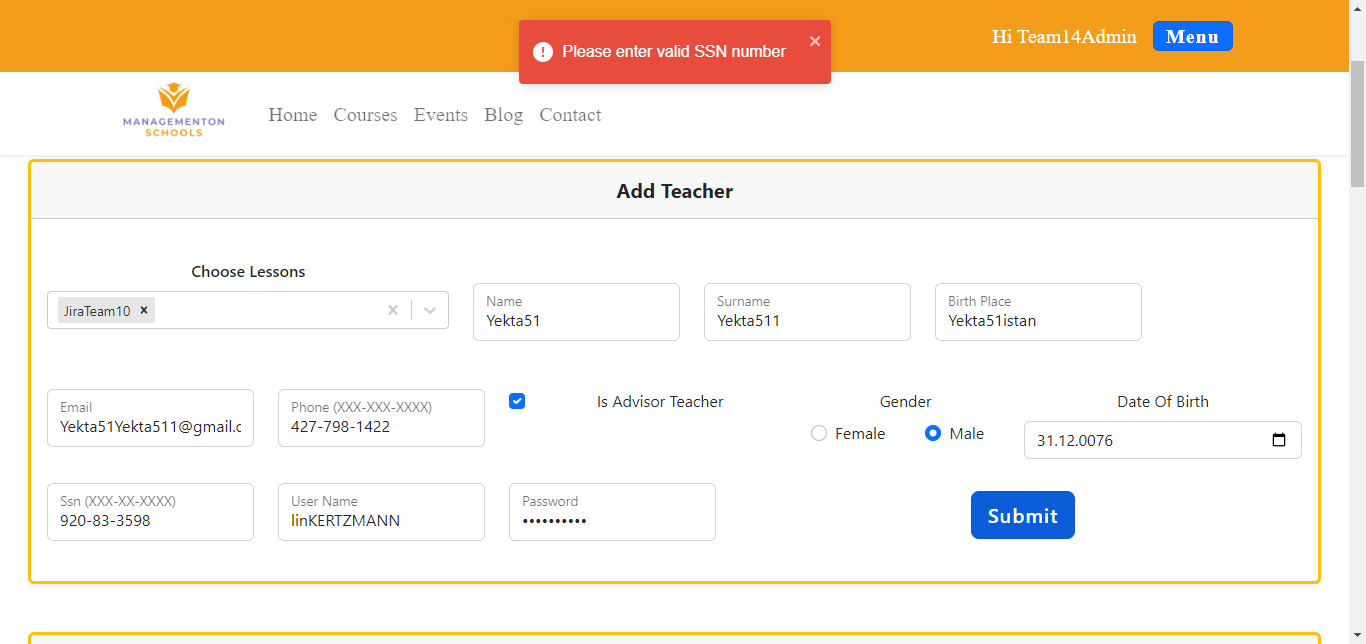 Please enter valid SSN number ×
Hi Team14Admin Menu
MANAGEMENTON
SCHOOLS
Home Courses Events Blog Contact
Add Teacher
Choose Lessons
JiraTeam10 ×
Name
Yekta51
Surname
Yekta511
Birth Place
Yekta51istan
Email
Yekta51Yekta511@gmail.c
Phone (XXX-XXX-XXXX)
427-798-1422
Is Advisor Teacher
Gender
Female Male
Date Of Birth
31.12.0076
Ssn (XXX-XX-XXXX)
920-83-3598
User Name
linKERTZMANN
Password
••••••••••
Submit